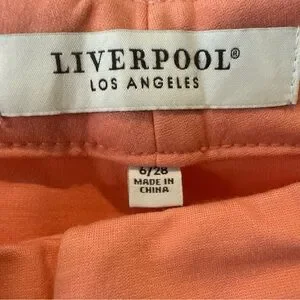 LIVERPOOL®
LOS ANGELES
6/28
MADE IN
CHINA